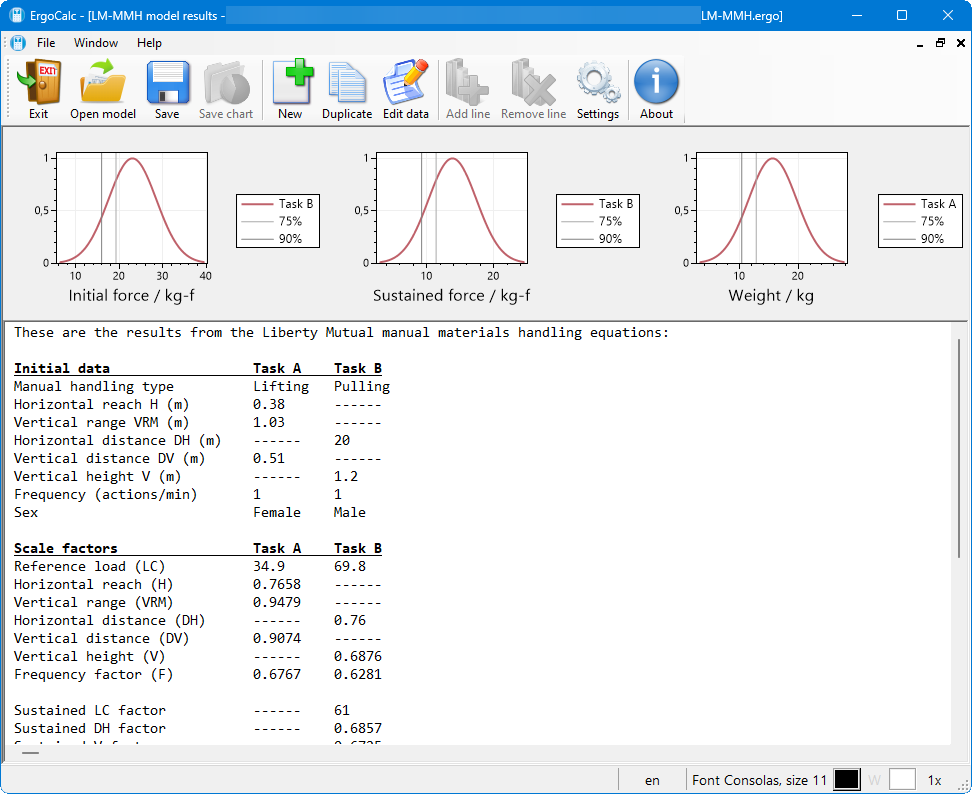 ErgoCalc - [LM-MMH model results - LM-MMH.ergo]
File Window Help
EXIT
Exit Open model Save Save chart New Duplicate Edit data Add line Remove line Settings About
1
0,5
0
10 20 30 40
Initial force / kg-f
Task B
75%
90%
1
0,5
0
10 20
Sustained force / kg-f
Task B
75%
90%
1
0,5
0
10 20
Weight / kg
Task A
75%
90%
These are the results from the Liberty Mutual manual materials handling equations:
Initial data Task A Task B
Manual handling type Lifting Pulling
Horizontal reach H (m) 0.38 ------
Vertical range VRM (m) 1.03 ------
Horizontal distance DH (m) ------ 20
Vertical distance DV (m) 0.51 ------
Vertical height V (m) ------ 1.2
Frequency (actions/min) 1 1
Sex Female Male
Scale factors Task A Task B
Reference load (LC) 34.9 69.8
Horizontal reach (H) 0.7658 ------
Vertical range (VRM) 0.9479 ------
Horizontal distance (DH) ------ 0.76
Vertical distance (DV) 0.9074 ------
Vertical height (V) ------ 0.6876
Frequency factor (F) 0.6767 0.6281
Sustained LC factor ------ 61
Sustained DH factor ------ 0.6857
en Font Consolas, size 11 W 1x